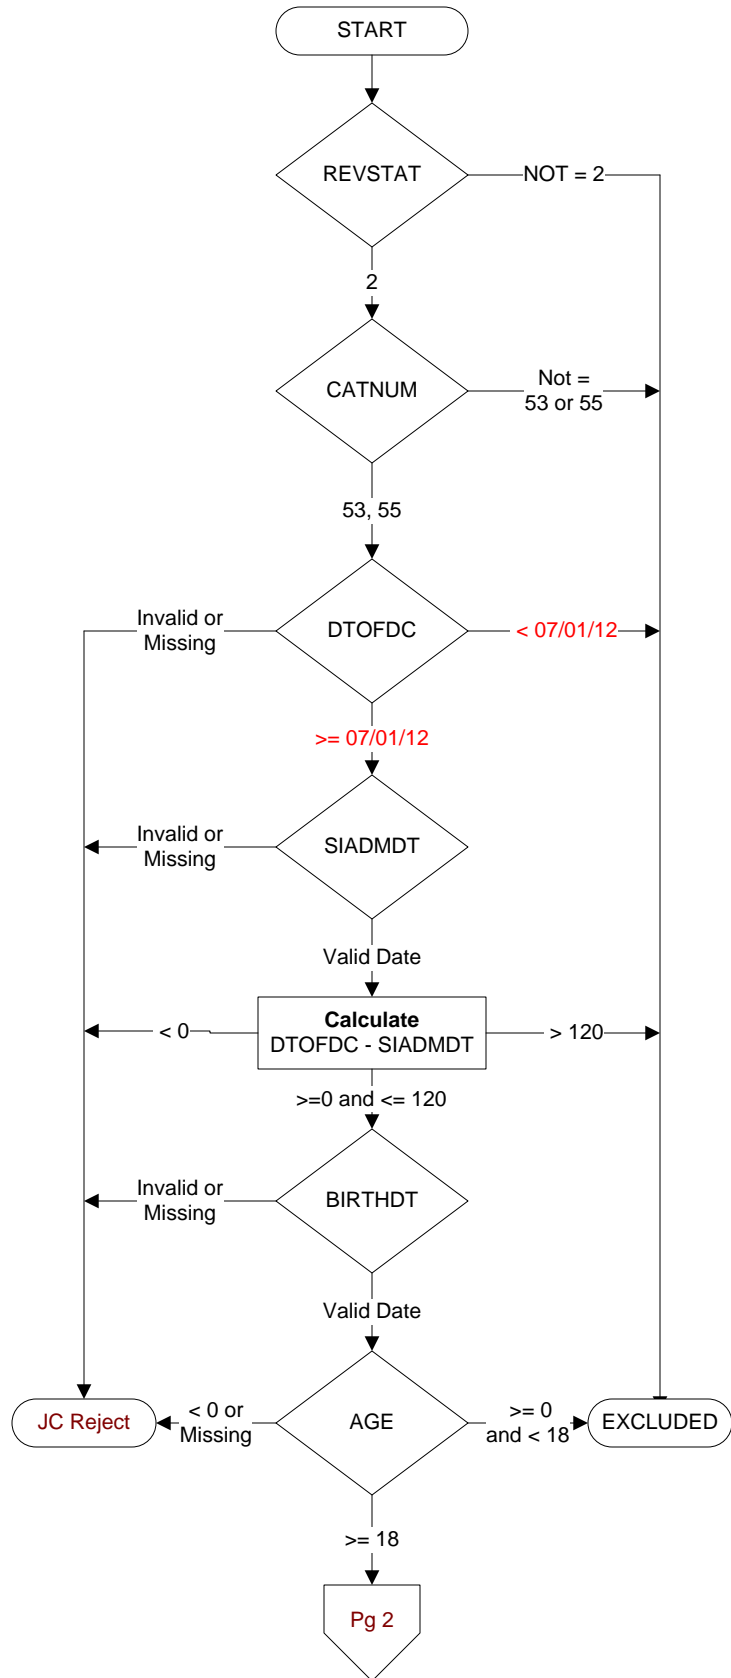 START
REVSTAT
NOT = 2
2
CATNUM
Not =
53 or 55
53, 55
Invalid or
Missing
DTOFDC
< 07/01/12
>= 07/01/12
Invalid or
Missing
SIADMDT
Valid Date
< 0
Calculate
DTOFDC - SIADMDT
> 120
>=0 and <= 120
Invalid or
Missing
BIRTHDT
Valid Date
JC Reject
< 0 or
Missing
AGE
>= 0
and < 18
EXCLUDED
>= 18
Pg 2